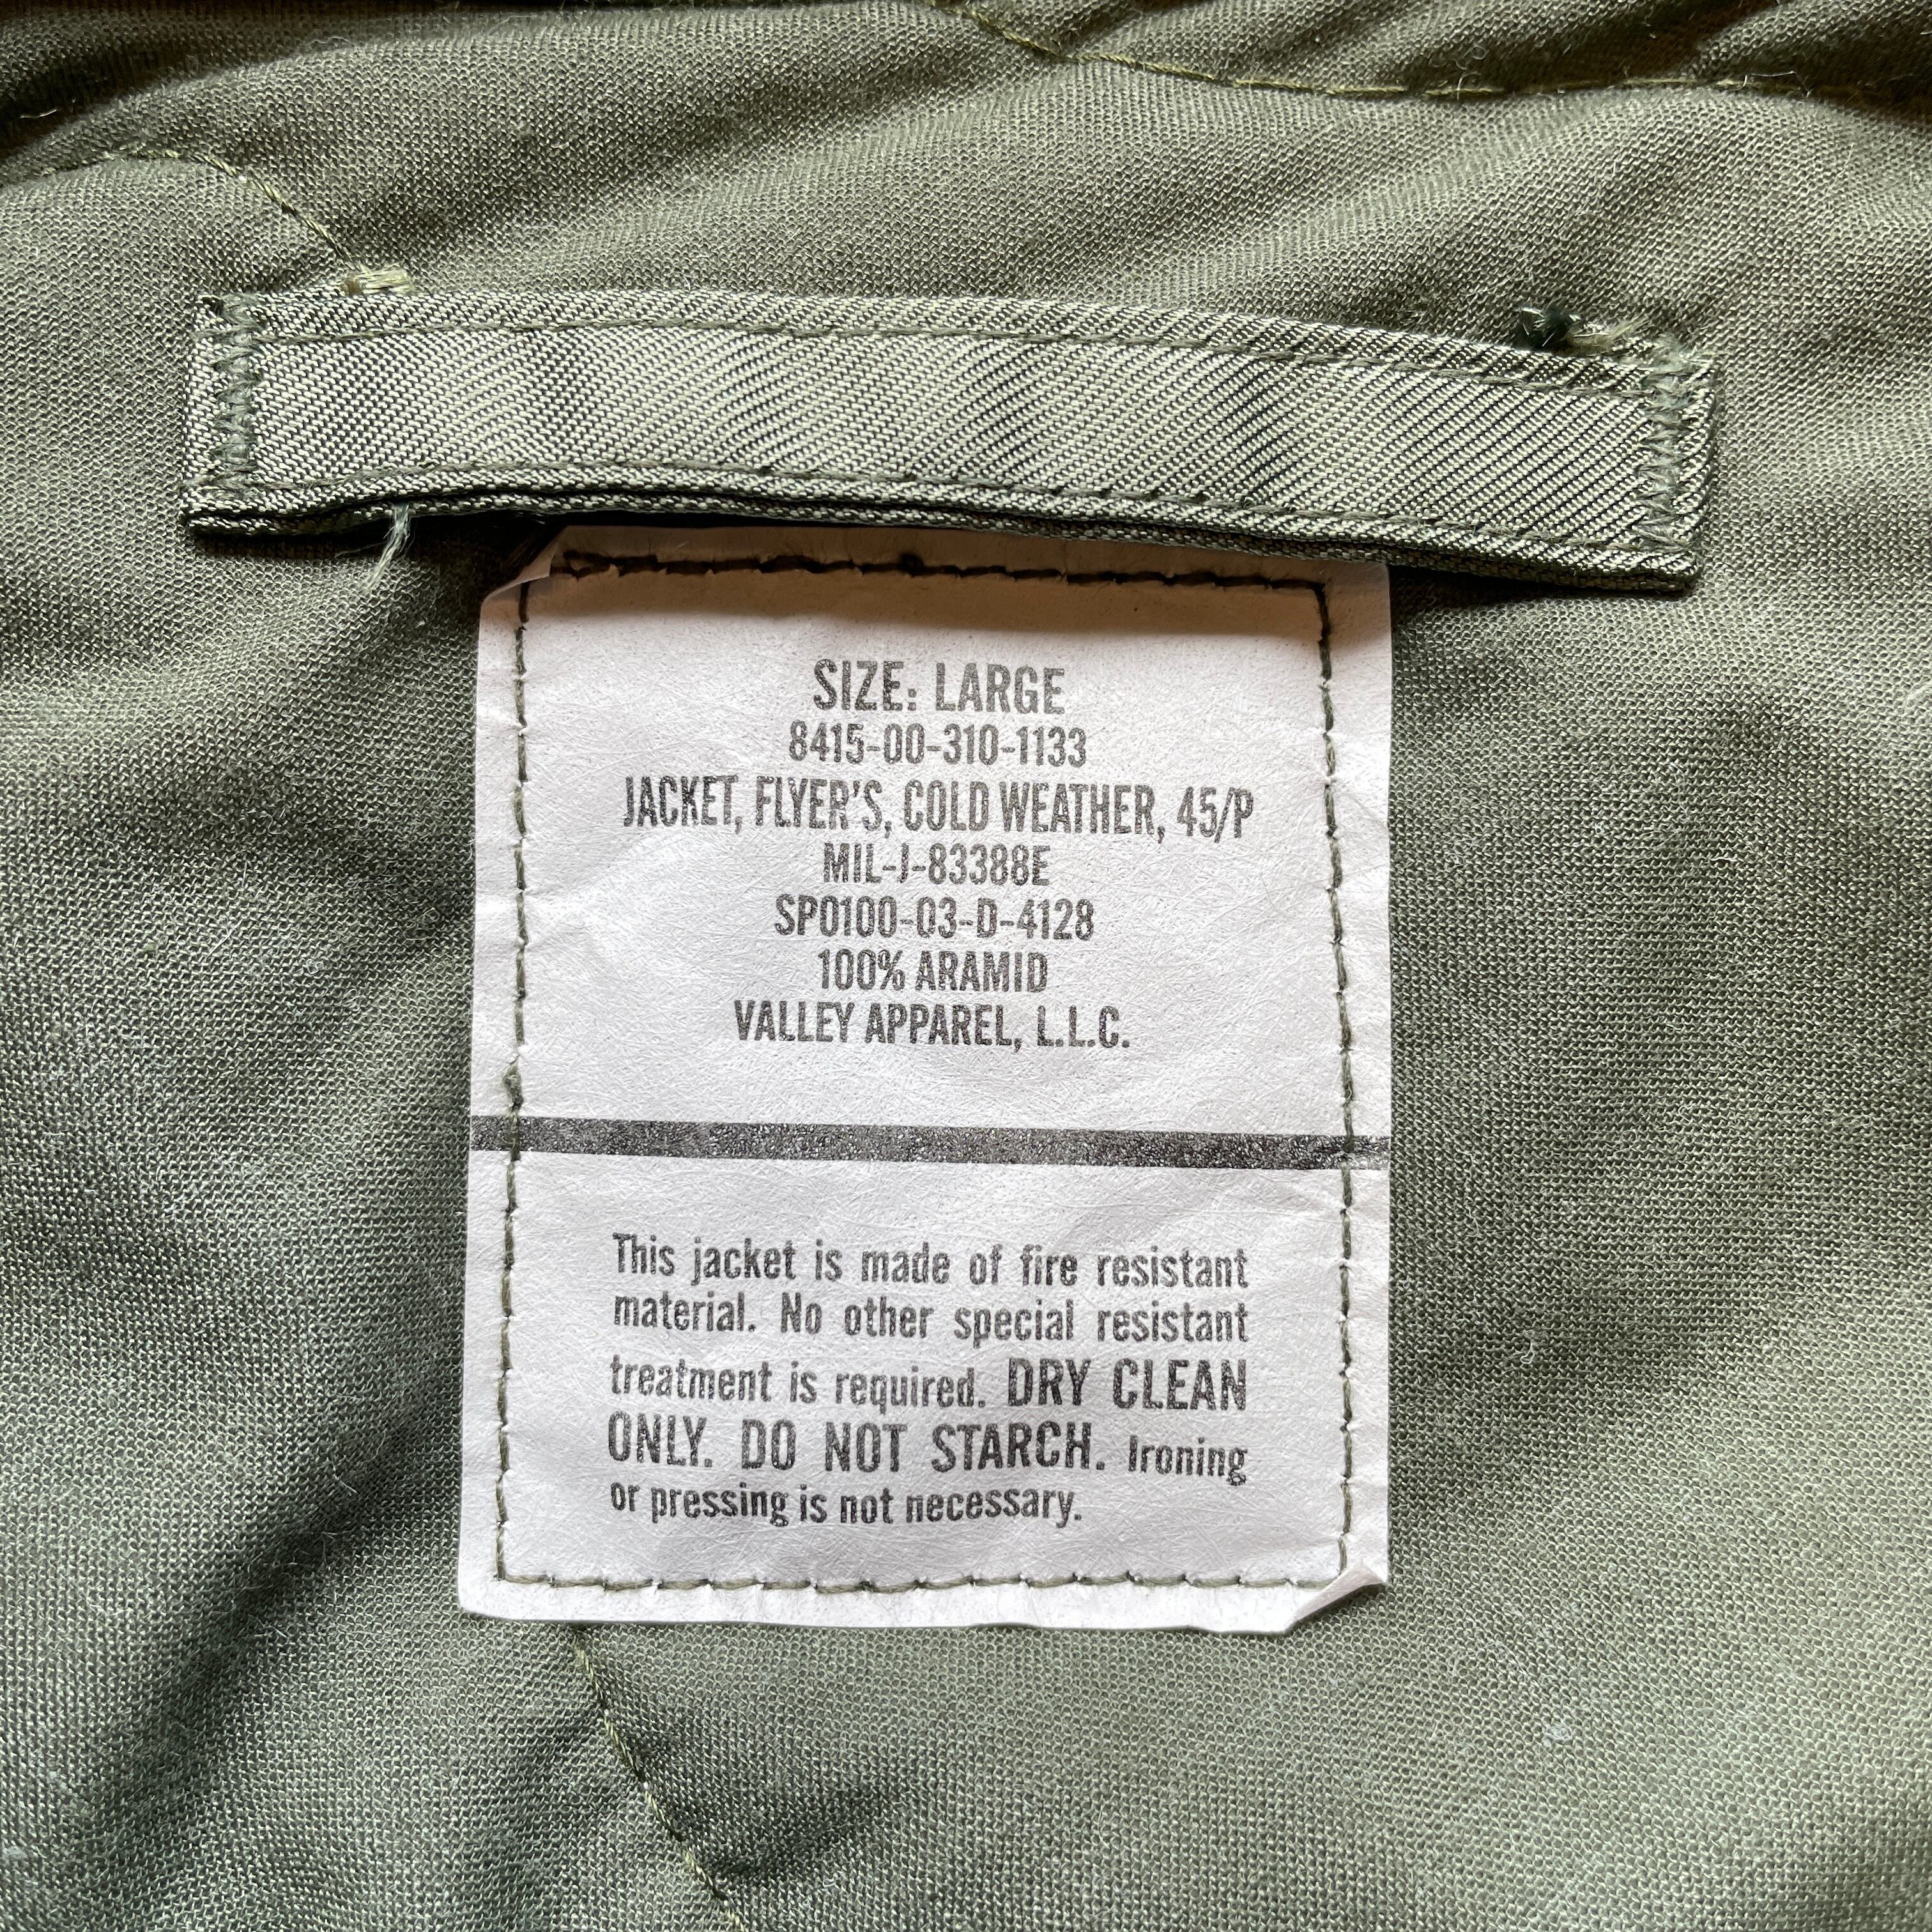 SIZE: LARGE
8415-00-310-1133
JACKET, FLYER'S, COLD WEATHER, 45/P
MIL-J-83388E
SP0100-03-D-4128
100% ARAMID
VALLEY APPAREL, L.L.C.
This jacket is made of fire resistant
material. No other special resistant
treatment is required. DRY CLEAN
ONLY. DO NOT STARCH. Ironing
or pressing is not necessary.